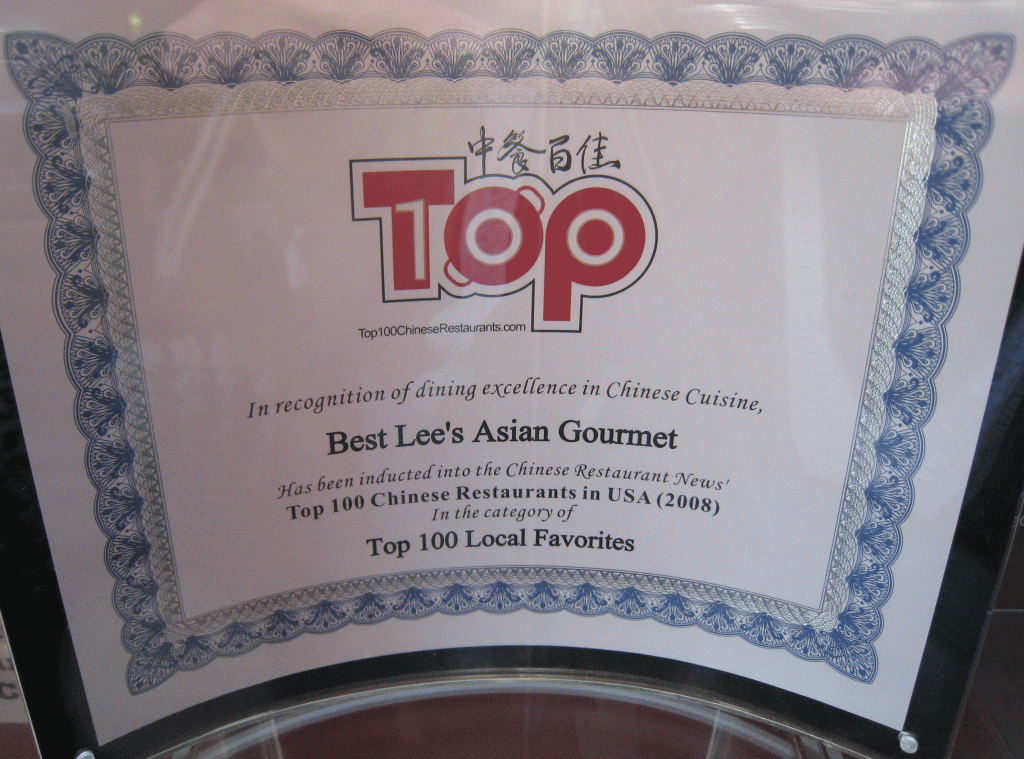 中餐百佳
Top
100
Top100ChineseRestaurants.com
In recognition of dining excellence in Chinese Cuisine,
Best Lee's Asian Gourmet
Has been inducted into the Chinese Restaurant News'
Top 100 Chinese Restaurants in USA (2008)
In the category of
Top 100 Local Favorites